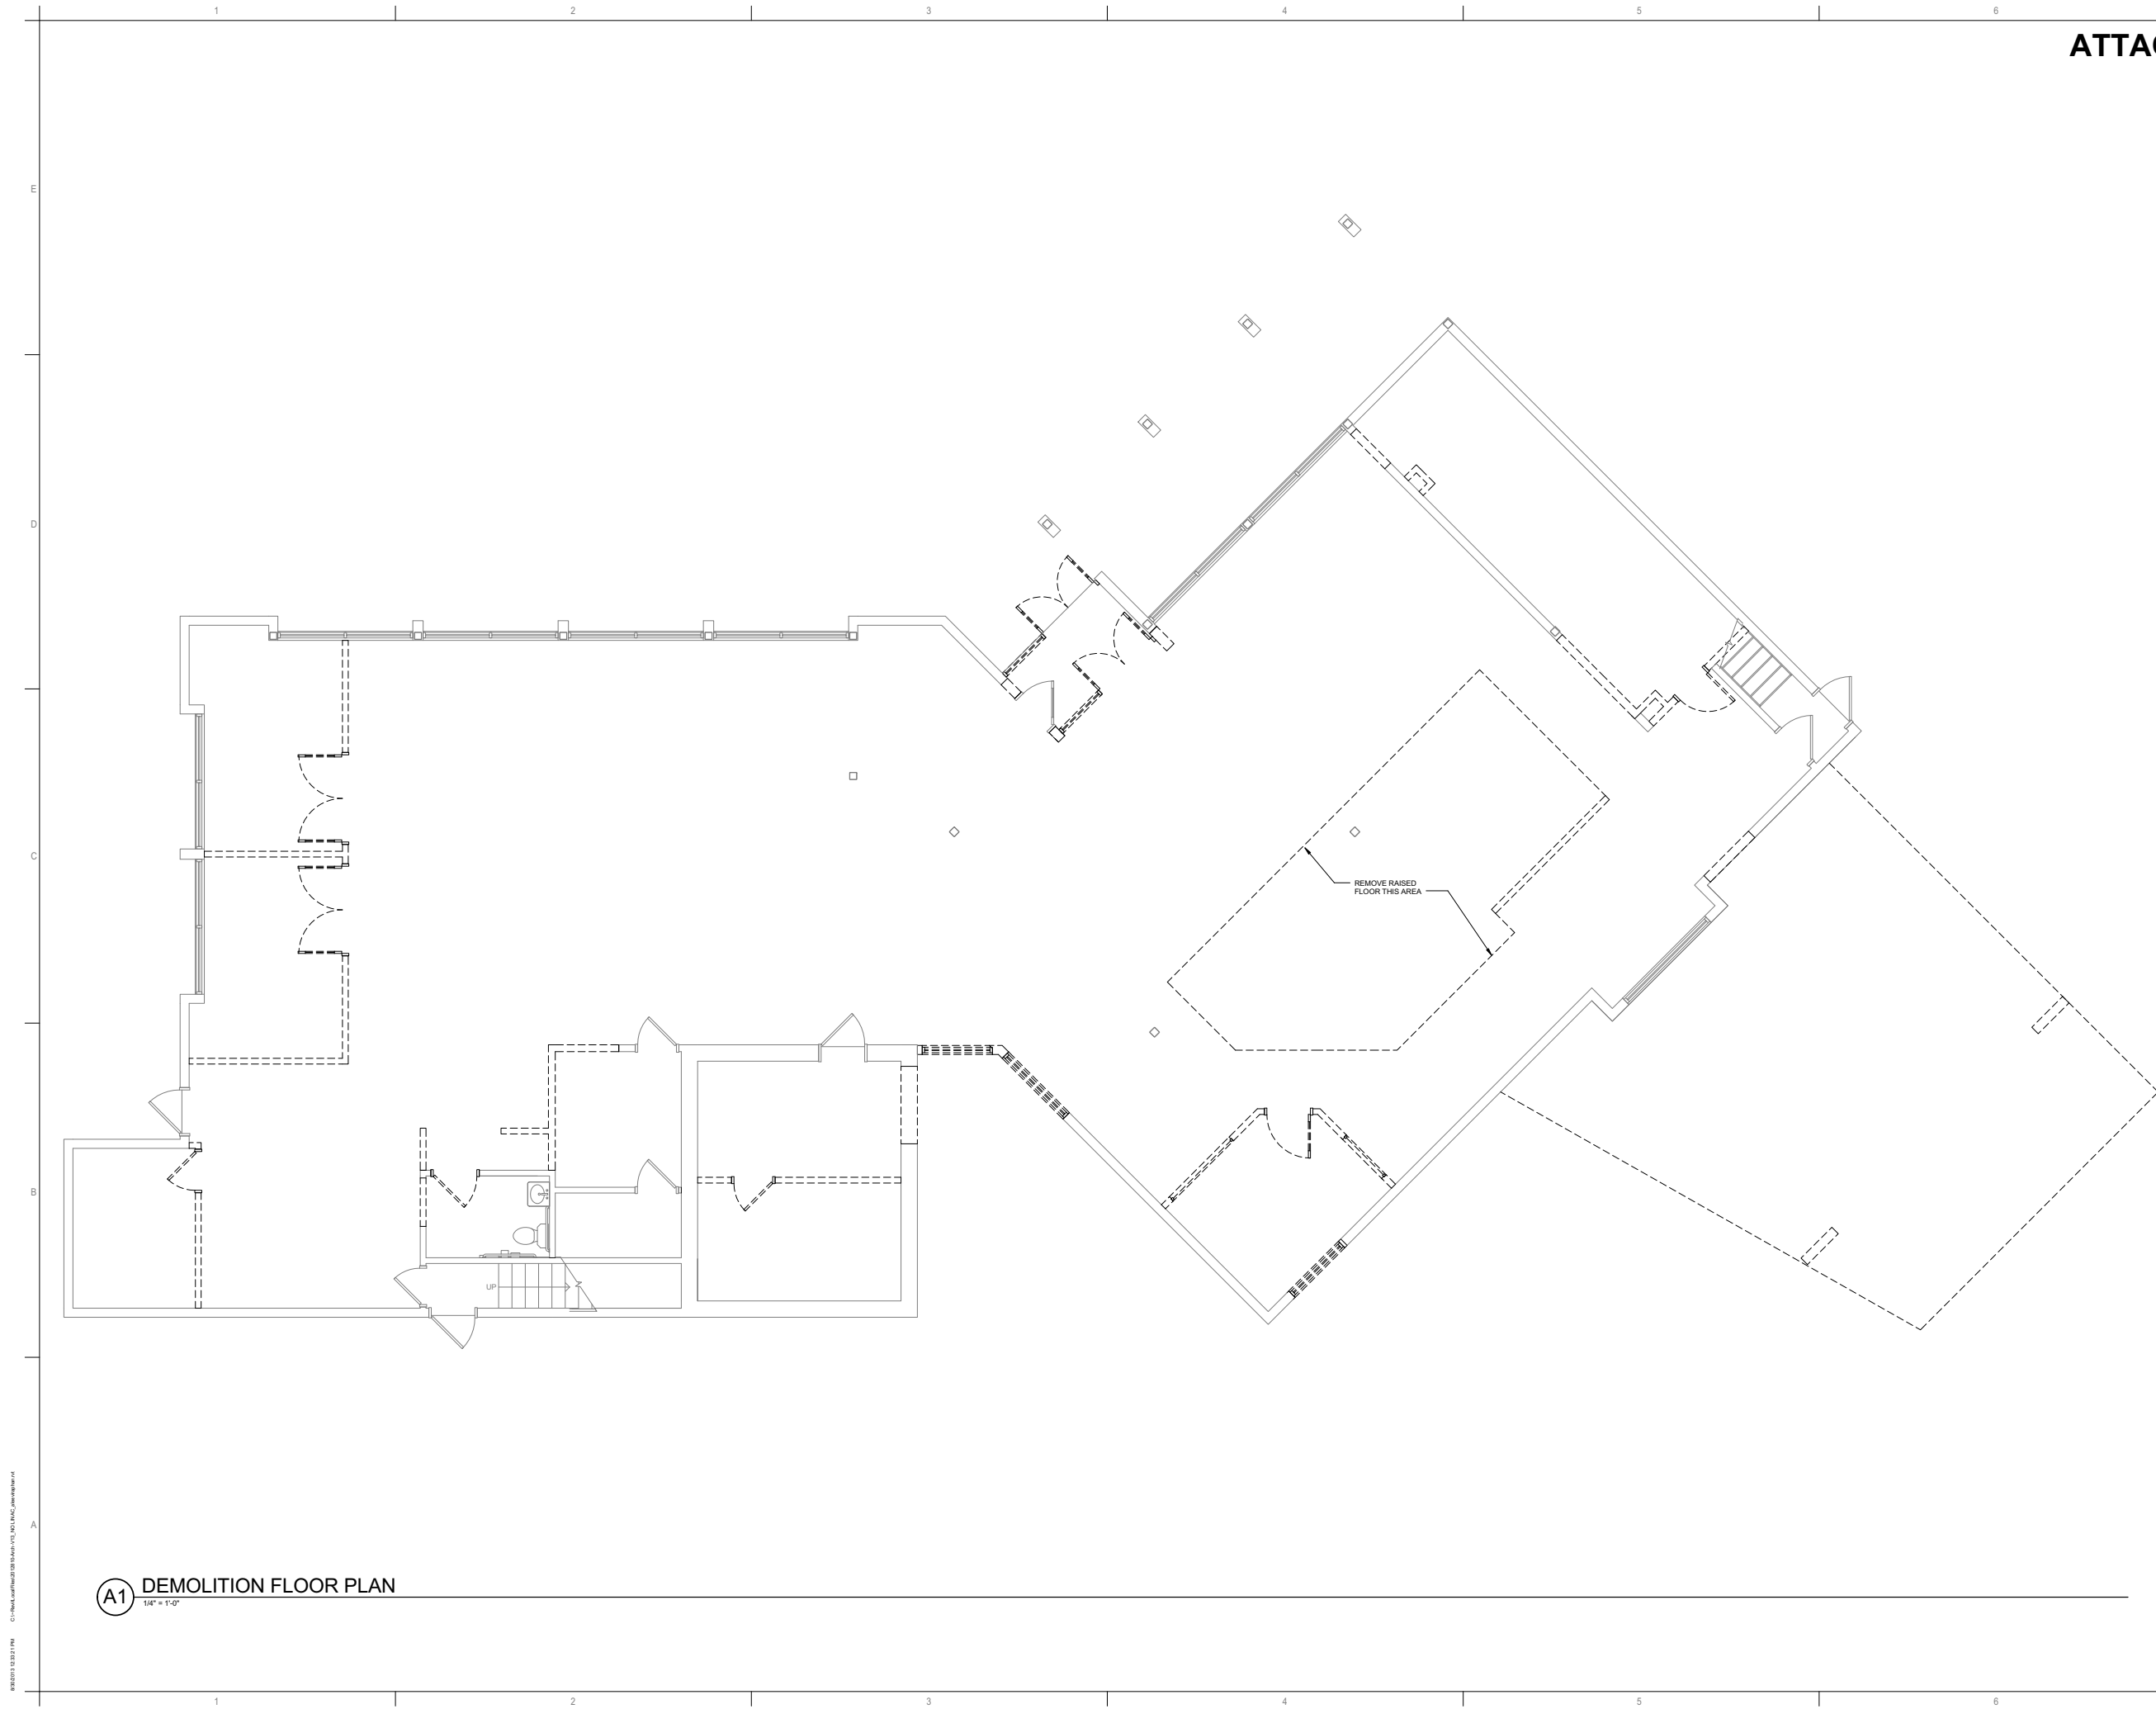 1 2 3 4 5 6
ATTAC
E
D
C
REMOVE RAISED
FLOOR THIS AREA
B
UP
A
A1 DEMOLITION FLOOR PLAN
1/4" = 1'-0"
1 2 3 4 5 6